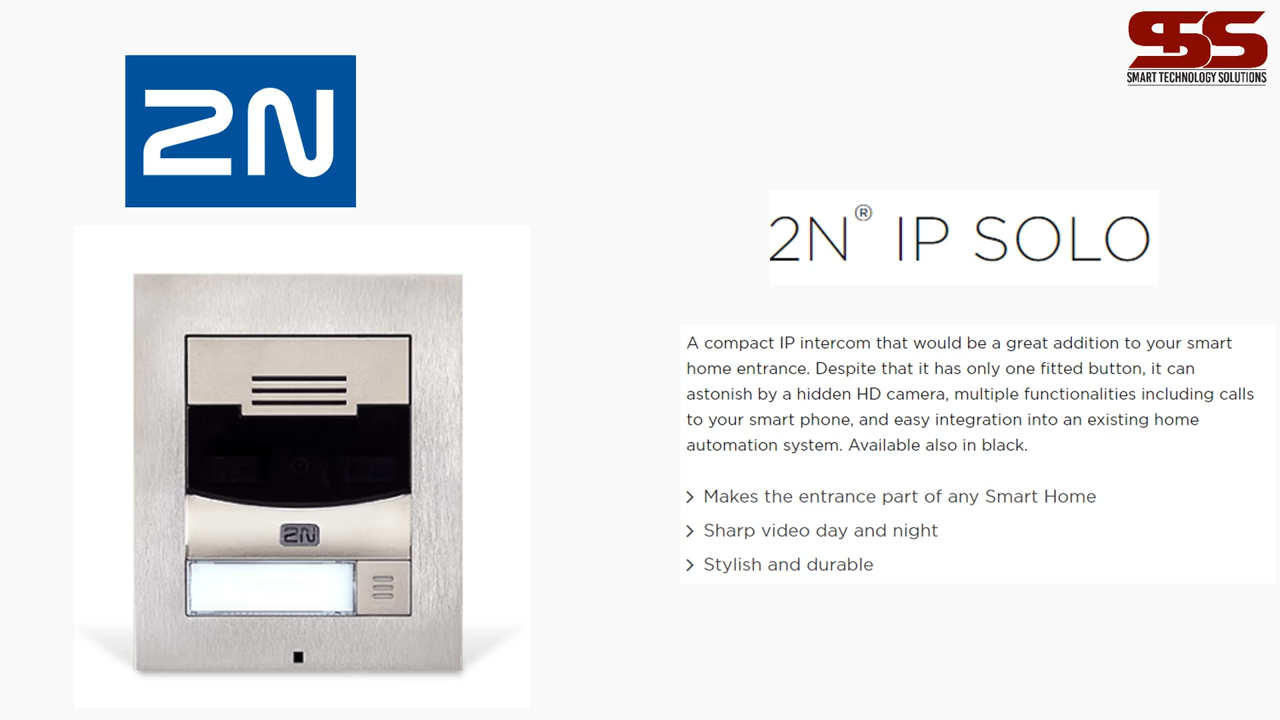 2N
STS
SMART TECHNOLOGY SOLUTIONS
2N® IP SOLO
2N
A compact IP intercom that would be a great addition to your smart
home entrance. Despite that it has only one fitted button, it can
astonish by a hidden HD camera, multiple functionalities including calls
to your smart phone, and easy integration into an existing home
automation system. Available also in black.
Makes the entrance part of any Smart Home
Sharp video day and night
Stylish and durable